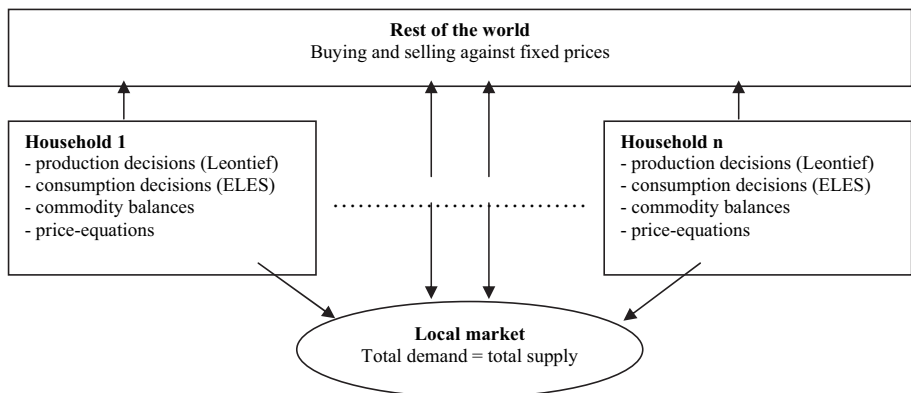 Rest of the world
Buying and selling against fixed prices
Household 1
- production decisions (Leontief)
- consumption decisions (ELES)
- commodity balances
- price-equations
Household n
- production decisions (Leontief)
- consumption decisions (ELES)
- commodity balances
- price-equations
Local market
Total demand = total supply